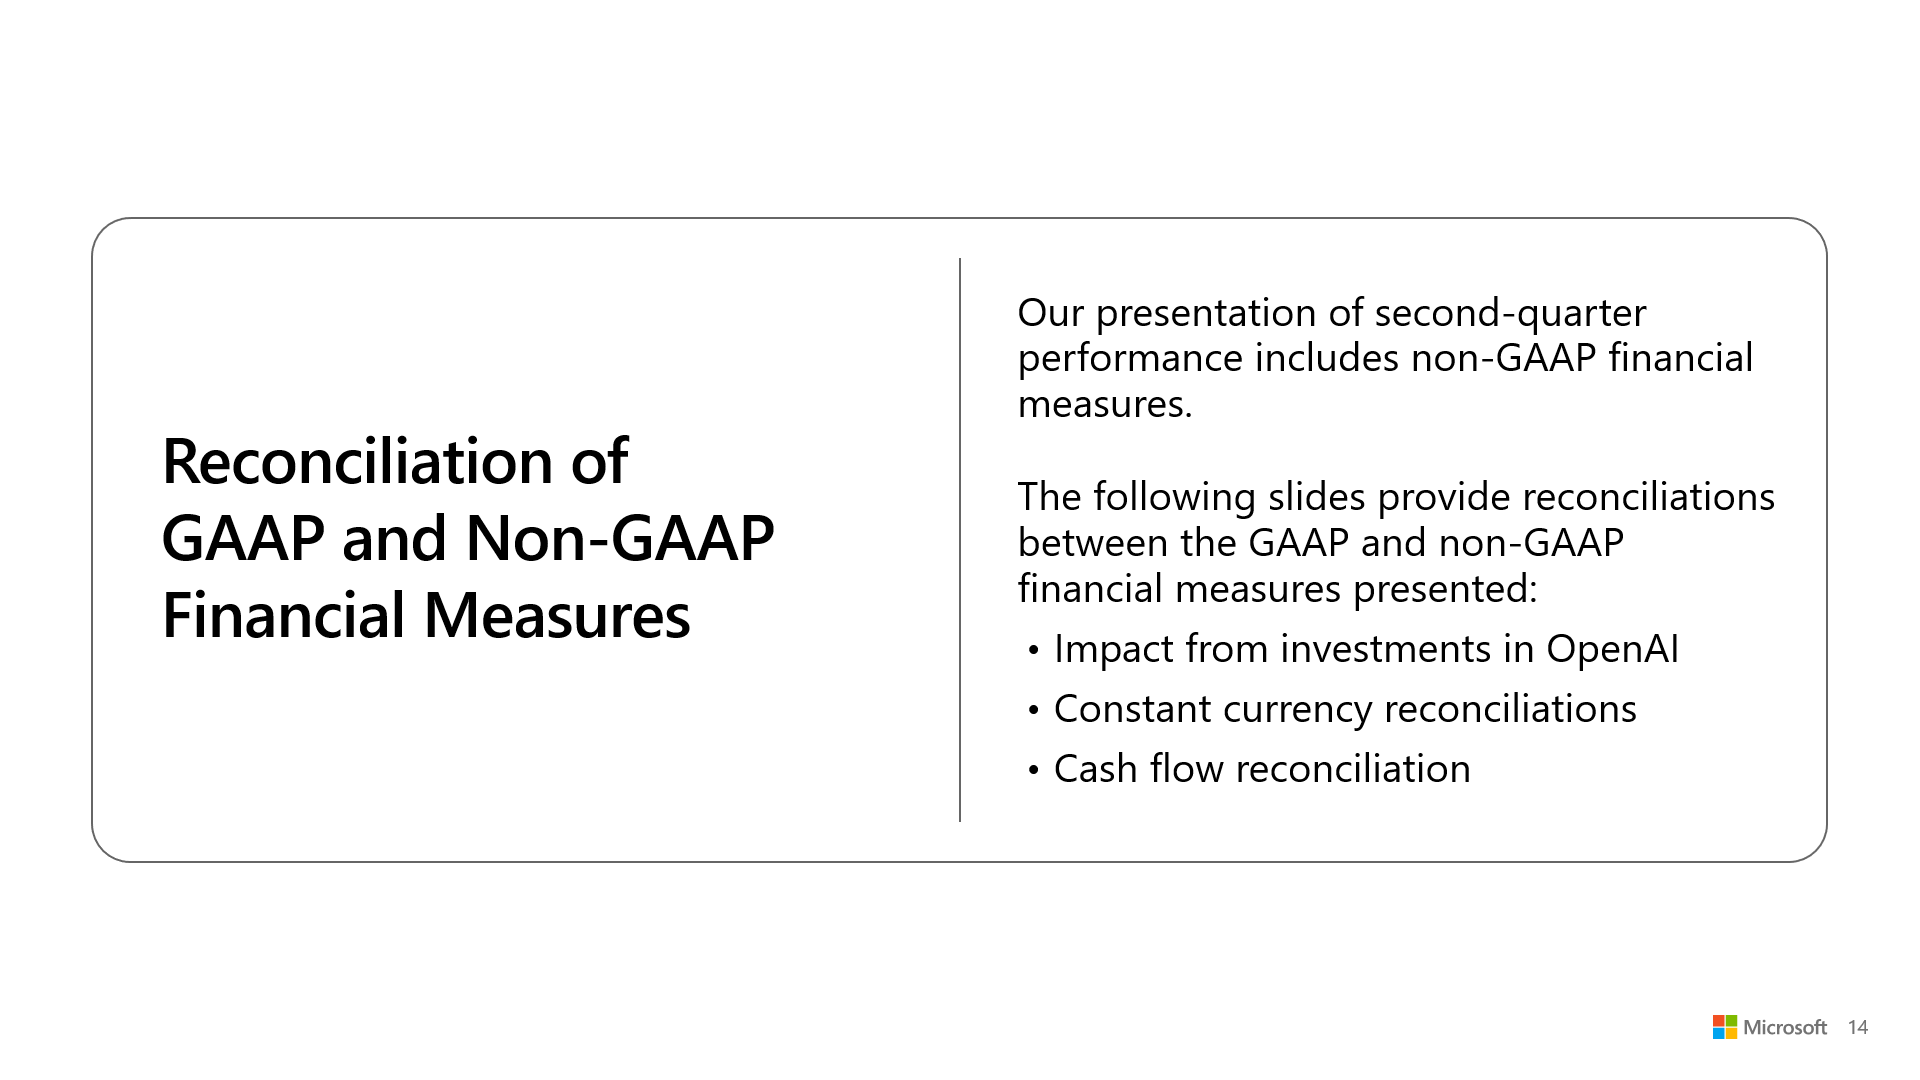 Reconciliation of
GAAP and Non-GAAP
Financial Measures
Our presentation of second-quarter
performance includes non-GAAP financial
measures.
The following slides provide reconciliations
between the GAAP and non-GAAP
financial measures presented:
• Impact from investments in OpenAI
• Constant currency reconciliations
• Cash flow reconciliation
Microsoft 14